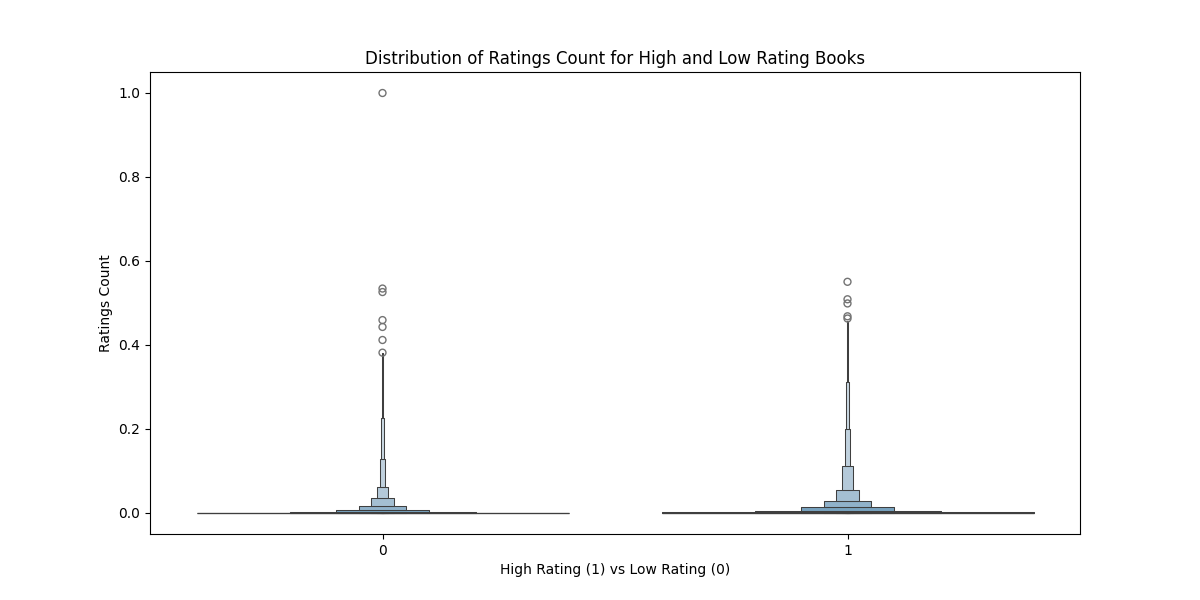 Distribution of Ratings Count for High and Low Rating Books
1.0
0.8
0.6
0.4
0.2
0.0
Ratings Count
0
1
High Rating (1) vs Low Rating (0)